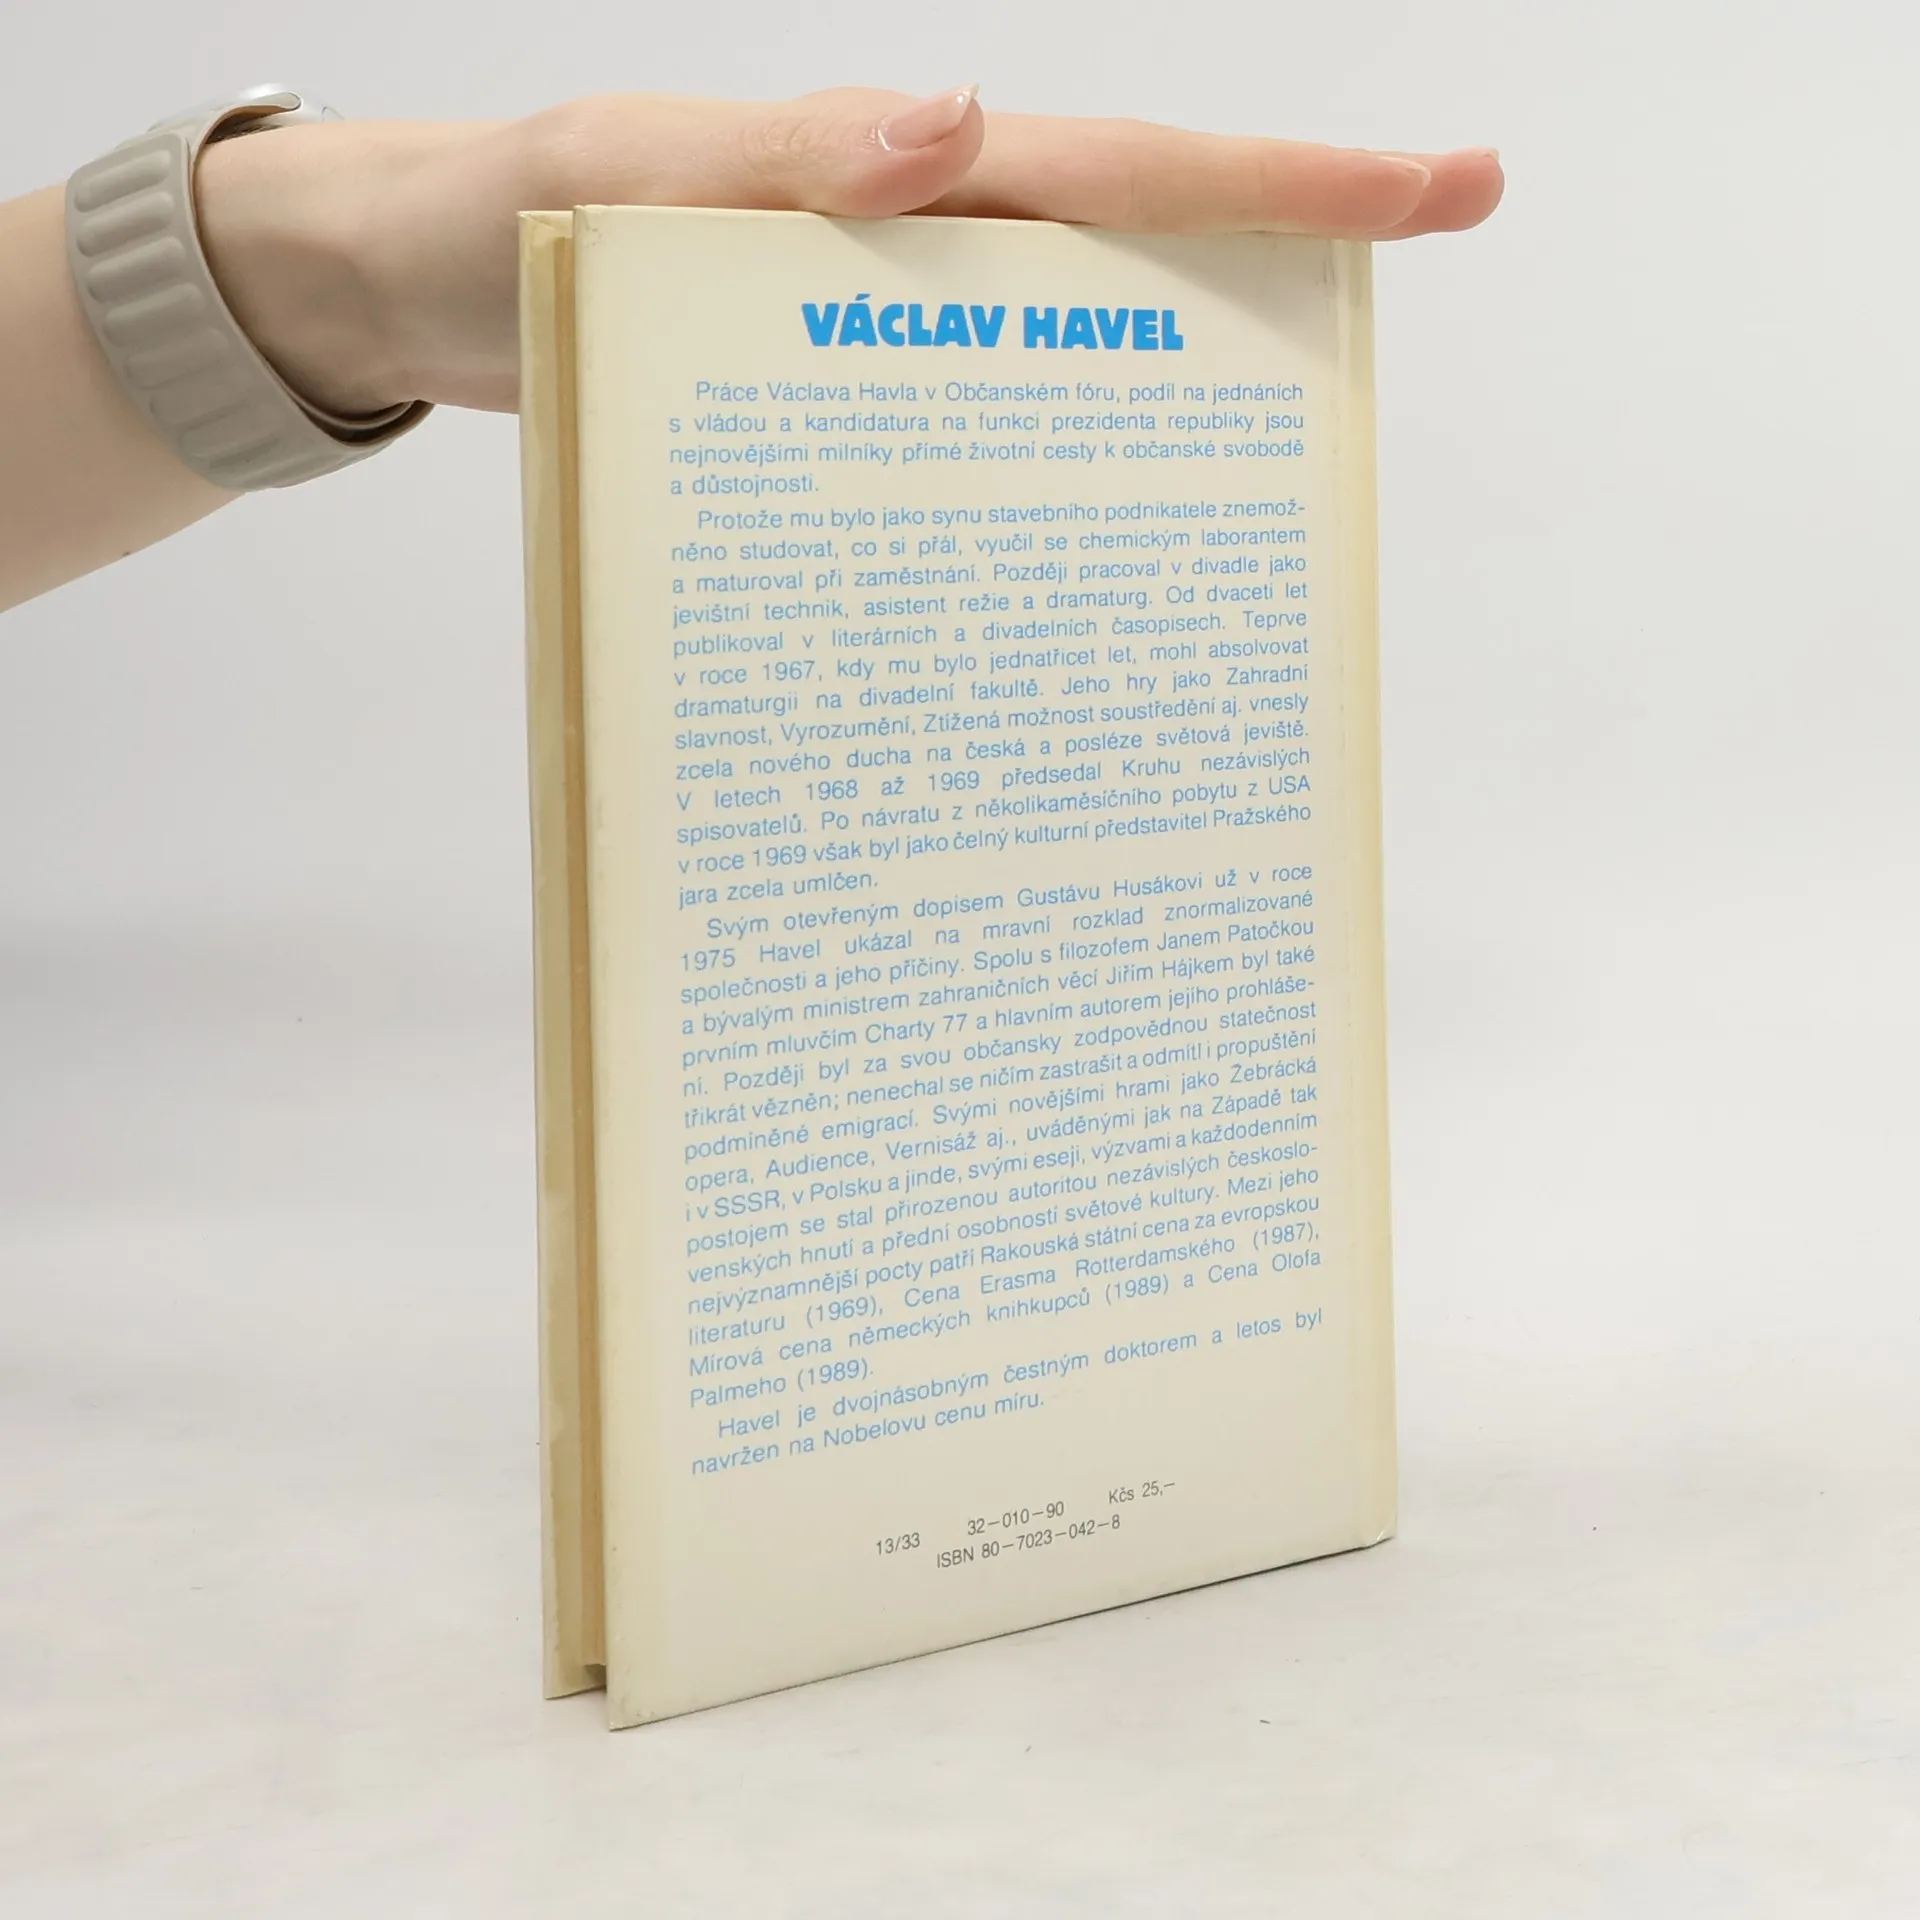 VÁCLAV HAVEL
Práce Václava Havla v Občanském fóru, podíl na jednáních
s vládou a kandidatura na funkci prezidenta republiky jsou
nejnovějšími milníky přímé životní cesty k občanské svobodě
a důstojnosti.
Protože mu bylo jako synu stavebního podnikatele znemož-
něno studovat, co si přál, vyučil se chemickým laborantem
a maturoval při zaměstnání. Později pracoval v divadle jako
jevištní technik, asistent režie a dramaturg. Od dvaceti let
publikoval v literárních a divadelních časopisech. Teprve
v roce 1967, kdy mu bylo jednatřicet let, mohl absolvovat
dramaturgii na divadelní fakultě. Jeho hry jako Zahradní
slavnost, Vyrozumění, Ztížená možnost soustředění aj. vnesly
zcela nového ducha na česká a posléze světová jeviště.
V letech 1968 až 1969 předsedal Kruhu nezávislých
spisovatelů. Po návratu z několikaměsíčního pobytu z USA
v roce 1969 však byl jako čelný kulturní představitel Pražského
jara zcela umlčen.
Svým otevřeným dopisem Gustávu Husákovi už v roce
1975 Havel ukázal na mravní rozklad znormalizované
společnosti a jeho příčiny. Spolu s filozofem Janem Patočkou
a bývalým ministrem zahraničních věcí Jiřím Hájkem byl také
prvním mluvčím Charty 77 a hlavním autorem jejího prohláše-
ní. Později byl za svou občansky zodpovědnou statečnost
třikrát vězněn; nenechal se ničím zastrašit a odmítl i propuštění
podmíněné emigrací. Svými novějšími hrami jako Žebrácká
opera, Audience, Vernisáž aj., uváděnými jak na Západě tak
i v SSSR, v Polsku a jinde, svými eseji, výzvami a každodenním
postojem se stal přirozenou autoritou nezávislých českoslo-
venských hnutí a přední osobností světové kultury. Mezi jeho
nejvýznamnější pocty patří Rakouská státní cena za evropskou
literaturu (1969), Cena Erasma Rotterdamského (1987),
Mírová cena německých knihkupců (1989) a Cena Olofa
Palmeho (1989).
Havel je dvojnásobným čestným doktorem a letos byl
navržen na Nobelovu cenu míru.
13/33 32-010-90 Kčs 25,-
ISBN 80-7023-042-8